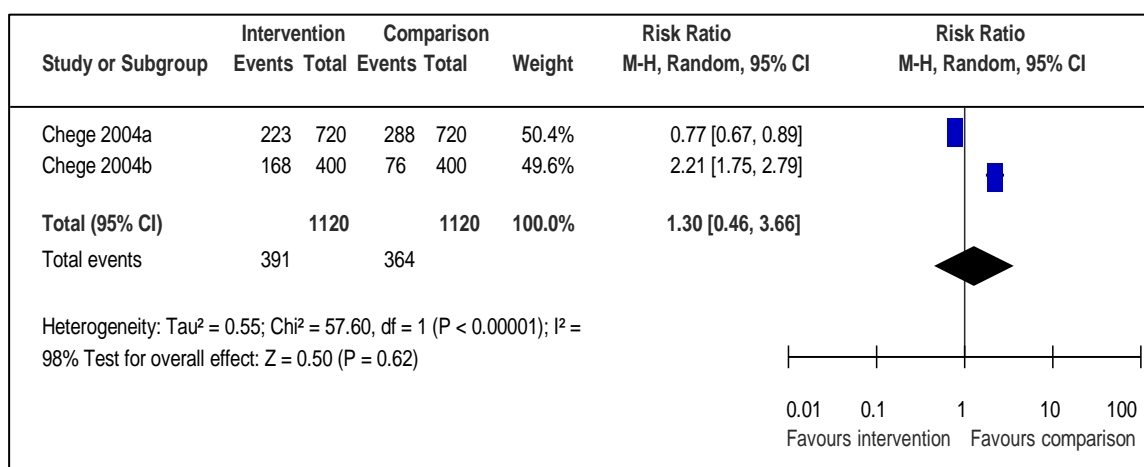 Intervention Comparison Risk Ratio Risk Ratio
Study or Subgroup Events Total Events Total Weight M-H, Random, 95% CI M-H, Random, 95% CI
Chege 2004a 223 720 288 720 50.4% 0.77 [0.67, 0.89]
Chege 2004b 168 400 76 400 49.6% 2.21 [1.75, 2.79]
Total (95% CI) 1120 1120 100.0% 1.30 [0.46, 3.66]
Total events 391 364
Heterogeneity: Tau² = 0.55; Chi² = 57.60, df = 1 (P < 0.00001); I² =
98% Test for overall effect: Z = 0.50 (P = 0.62)
0.01 0.1 1 10 100
Favours intervention Favours comparison